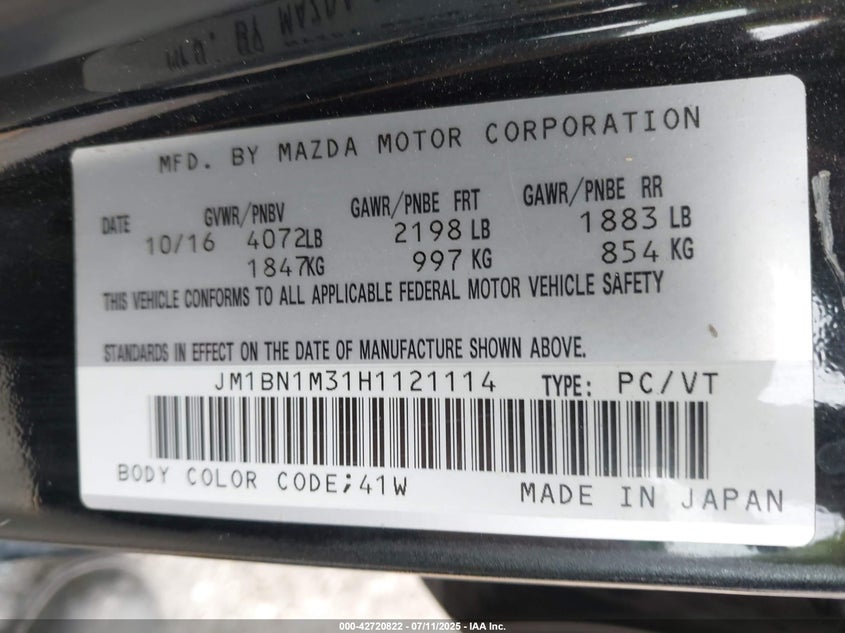 MFD. BY MAZDA MOTOR CORPORATION
DATE GVWR/PNBV GAWR/PNBE FRT GAWR/PNBE RR
10/16 4072LB 2198 LB 1883 LB
1847KG 997 KG 854 KG
THIS VEHICLE CONFORMS TO ALL APPLICABLE FEDERAL MOTOR VEHICLE SAFETY
STANDARDS IN EFFECT ON THE DATE OF MANUFACTURE SHOWN ABOVE.
JM1BN1M31H1121114 TYPE: PC/VT
BODY COLOR CODE;41W MADE IN JAPAN
000-42720822 - 07/11/2025 - IAA Inc.